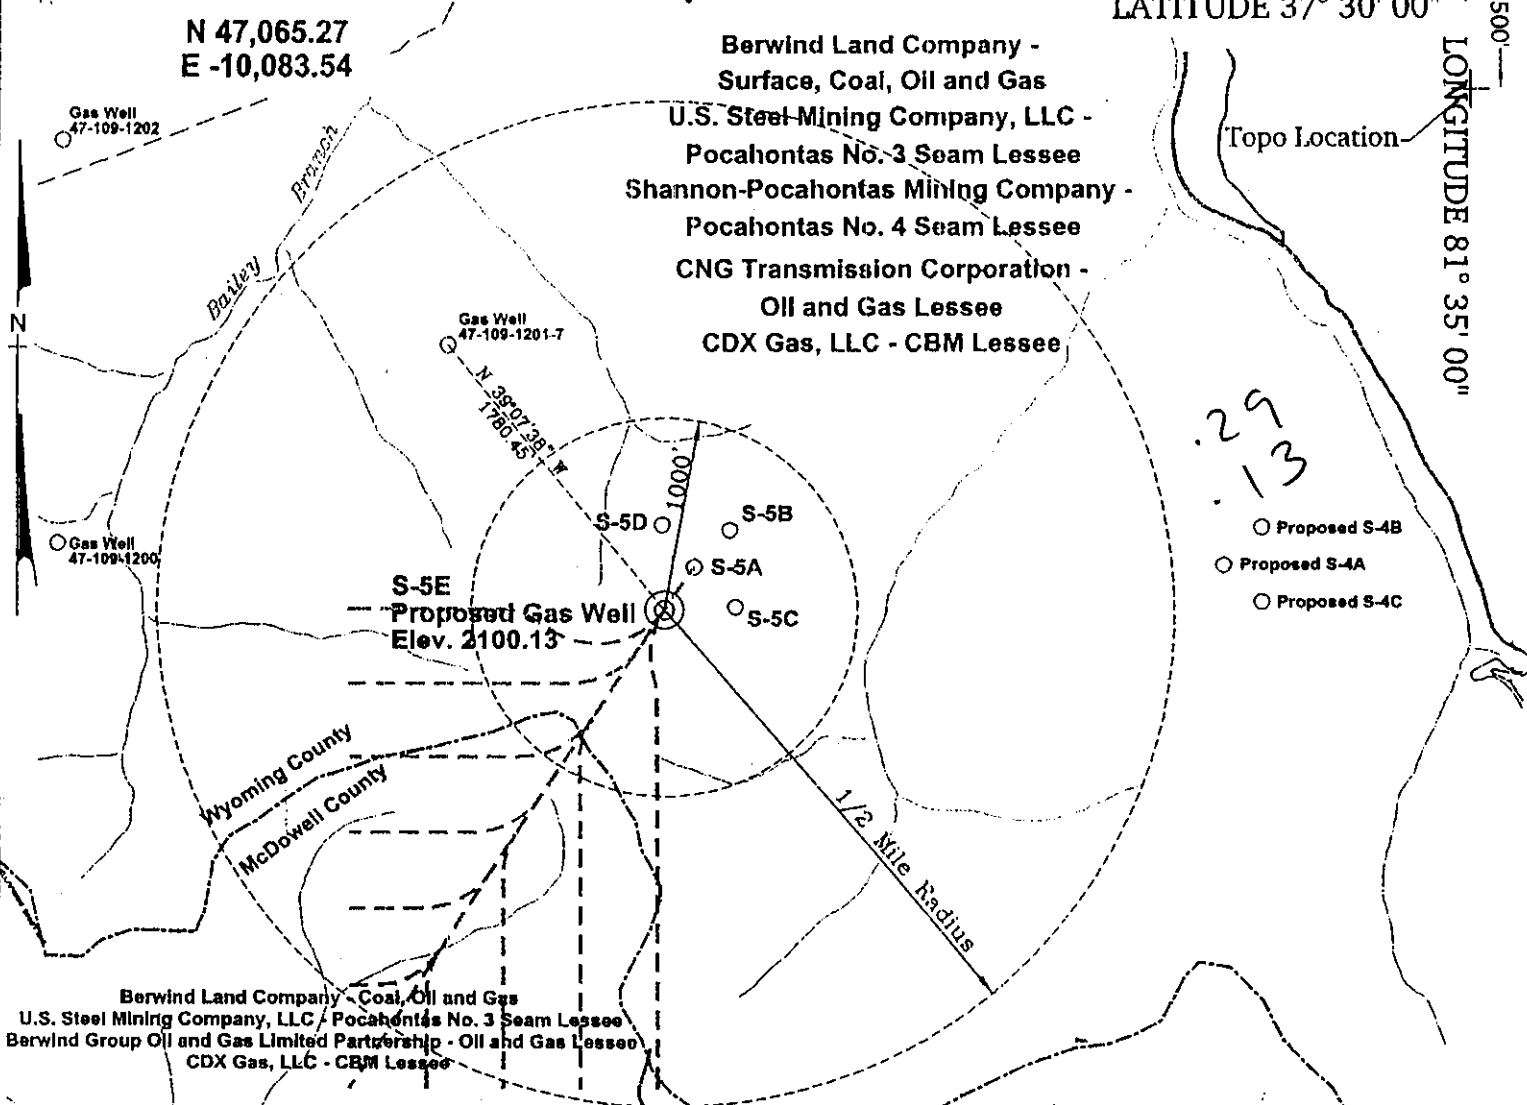 LATITUDE 37° 30' 00"
500'
LONGITUDE 81° 35' 00"
Topo Location
N 47,065.27
E -10,083.54
Berwind Land Company -
Surface, Coal, Oil and Gas
U.S. Steel Mining Company, LLC -
Pocahontas No. 3 Seam Lessee
Shannon-Pocahontas Mining Company -
Pocahontas No. 4 Seam Lessee
CNG Transmission Corporation -
Oil and Gas Lessee
CDX Gas, LLC - CBM Lessee
Gas Well
47-109-1202
Bailey Branch
N
Gas Well
47-109-1201-7
N 39°07'38" W
1780.45'
.29
.13
1000'
S-5D
S-5B
S-5A
S-5C
Proposed S-4B
Proposed S-4A
Proposed S-4C
Gas Well
47-109-1200
S-5E
Proposed Gas Well
Elev. 2100.13
Wyoming County
McDowell County
1/2 Mile Radius
Berwind Land Company - Coal, Oil and Gas
U.S. Steel Mining Company, LLC - Pocahontas No. 3 Seam Lessee
Berwind Group Oil and Gas Limited Partnership - Oil and Gas Lessee
CDX Gas, LLC - CBM Lessee